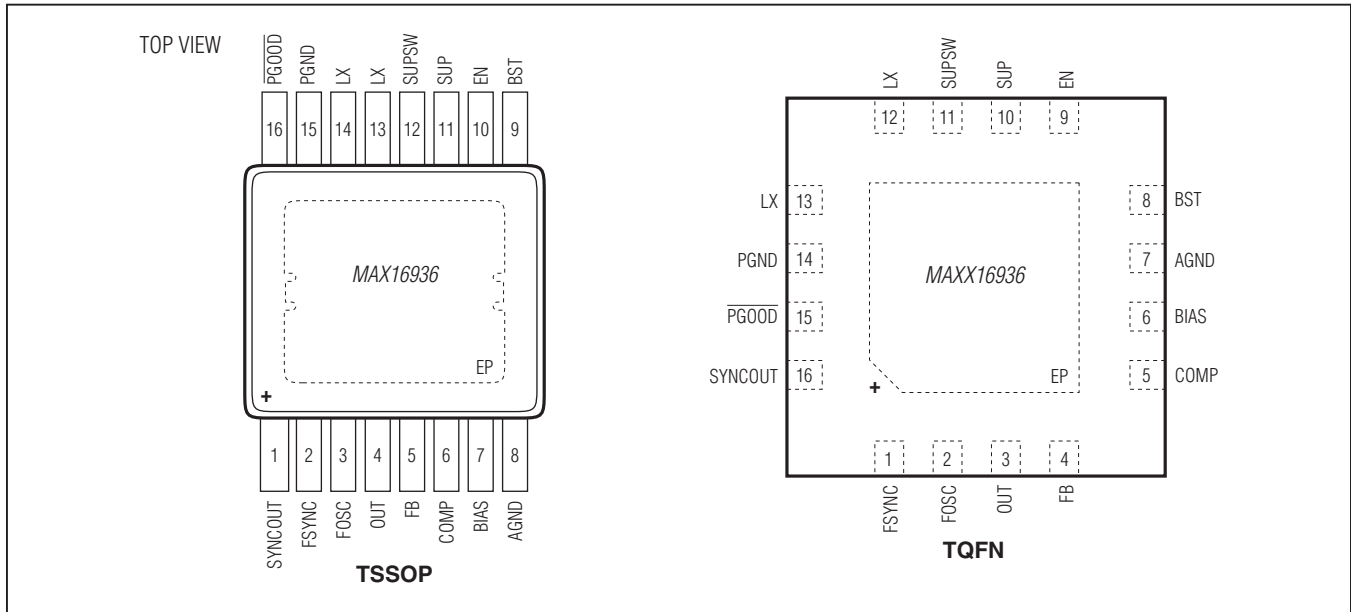 TOP VIEW
PGOOD PGND LX LX SUPSW SUP EN BST
16 15 14 13 12 11 10 9
MAX16936
EP
+
1 2 3 4 5 6 7 8
SYNCOUT FSYNC FOSC OUT FB COMP BIAS AGND
TSSOP
LX SUPSW SUP EN
12 11 10 9
LX 13
PGND 14
PGOOD 15
SYNCOUT 16
MAXX16936
EP
+
8 BST
7 AGND
6 BIAS
5 COMP
1 2 3 4
FSYNC FOSC OUT FB
TQFN